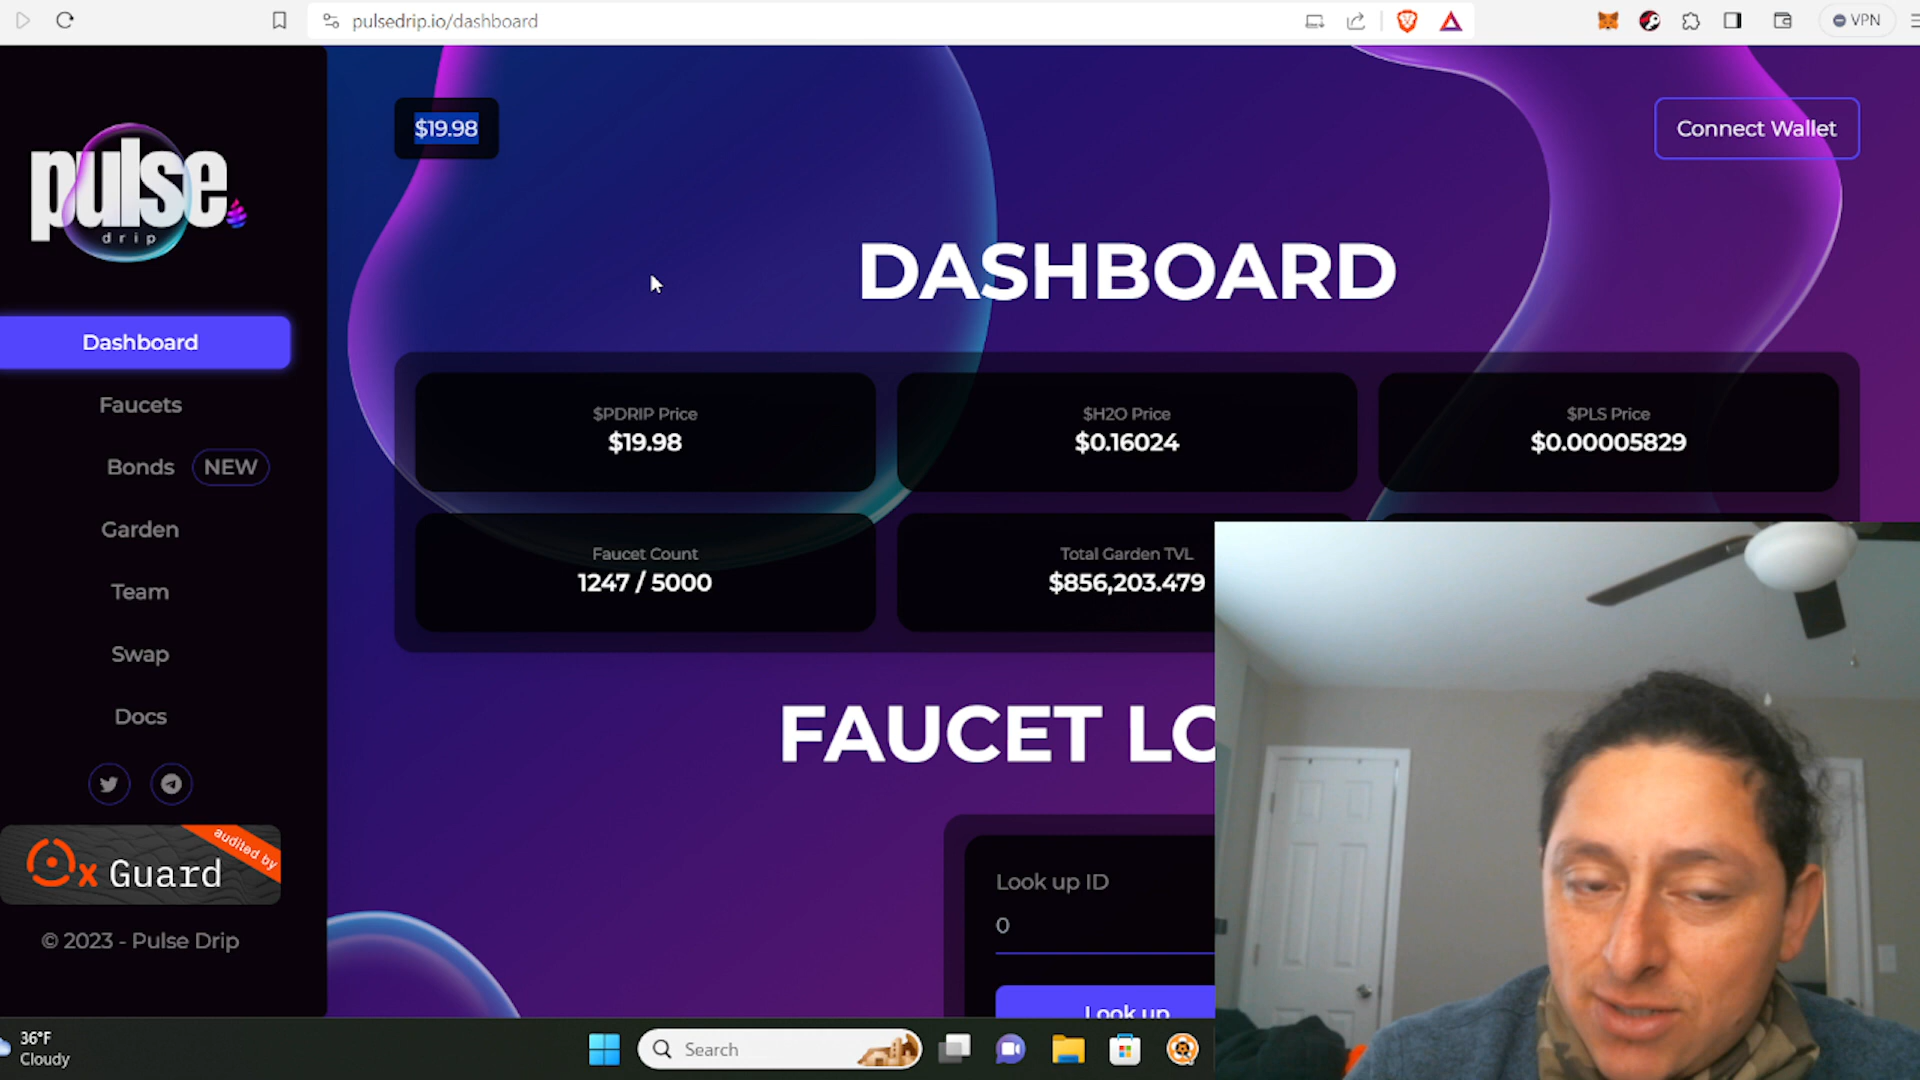 pulsedrip.io/dashboard
VPN
pulse
drip
$19.98
Connect Wallet
DASHBOARD
Dashboard
Faucets
Bonds NEW
Garden
Team
Swap
Docs
$PDRIP Price
$19.98
$H2O Price
$0.16024
$PLS Price
$0.00005829
Faucet Count
1247 / 5000
Total Garden TVL
$856,203.479
FAUCET LO
Look up ID
0
Look up
audited by
0x Guard
© 2023 - Pulse Drip
36°F
Cloudy
Search